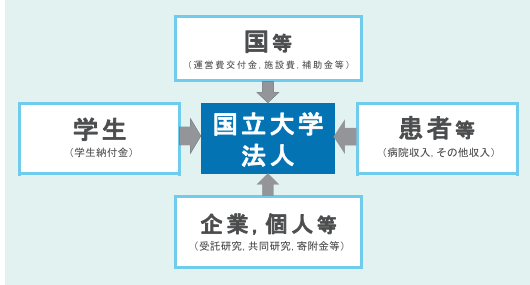 国等
（運営費交付金，施設費，補助金等）
学生
（学生納付金）
国立大学
法人
患者等
（病院収入，その他収入）
企業，個人等
（受託研究，共同研究，寄附金等）